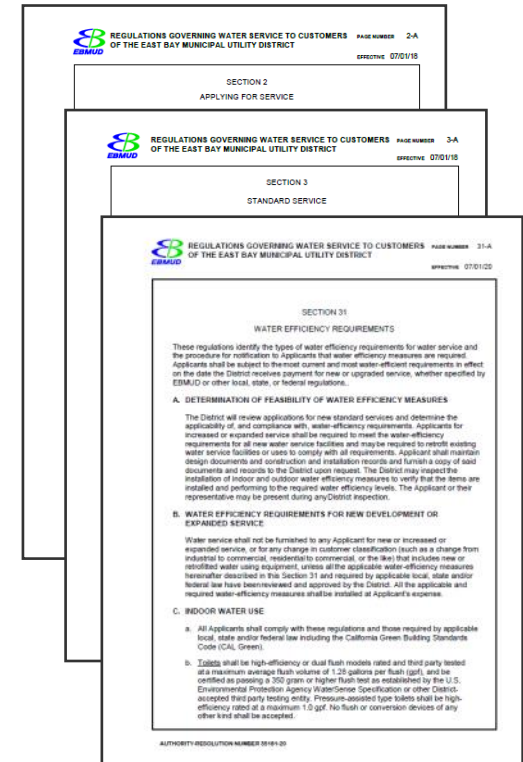 REGULATIONS GOVERNING WATER SERVICE TO CUSTOMERS PAGE NUMBER 2-A
OF THE EAST BAY MUNICIPAL UTILITY DISTRICT
EBMUD
EFFECTIVE 07/01/18
SECTION 2
APPLYING FOR SERVICE
REGULATIONS GOVERNING WATER SERVICE TO CUSTOMERS PAGE NUMBER 3-A
OF THE EAST BAY MUNICIPAL UTILITY DISTRICT
EBMUD
EFFECTIVE 07/01/18
SECTION 3
STANDARD SERVICE
REGULATIONS GOVERNING WATER SERVICE TO CUSTOMERS PAGE NUMBER 31-A
OF THE EAST BAY MUNICIPAL UTILITY DISTRICT
EBMUD
EFFECTIVE 07/01/20
SECTION 31
WATER EFFICIENCY REQUIREMENTS
These regulations identify the types of water efficiency requirements for water service and
the procedure for notification to Applicants that water efficiency measures are required.
Applicants shall be subject to the most current and most water-efficient requirements in effect
on the date the District receives payment for new or upgraded service, whether specified by
EBMUD or other local, state, or federal regulations..
A. DETERMINATION OF FEASIBILITY OF WATER EFFICIENCY MEASURES
The District will review applications for new standard services and determine the
applicability of, and compliance with, water-efficiency requirements. Applicants for
increased or expanded service shall be required to meet the water-efficiency
requirements for all new water service facilities and may be required to retrofit existing
water service facilities or uses to comply with all requirements. Applicant shall maintain
design documents and construction and installation records and furnish a copy of said
documents and records to the District upon request. The District may inspect the
installation of indoor and outdoor water efficiency measures to verify that the items are
installed and performing to the required water efficiency levels. The Applicant or their
representative may be present during any District inspection.
B. WATER EFFICIENCY REQUIREMENTS FOR NEW DEVELOPMENT OR
EXPANDED SERVICE
Water service shall not be furnished to any Applicant for new or increased or
expanded service, or for any change in customer classification (such as a change from
industrial to commercial, residential to commercial, or the like) that includes new or
retrofitted water using equipment, unless all the applicable water-efficiency measures
hereinafter described in this Section 31 and required by applicable local, state and/or
federal law have been reviewed and approved by the District. All the applicable and
required water-efficiency measures shall be installed at Applicant's expense.
C. INDOOR WATER USE
a. All Applicants shall comply with these regulations and those required by applicable
local, state and/or federal law including the California Green Building Standards
Code (CAL Green).
b. Toilets shall be high-efficiency or dual flush models rated and third party tested
at a maximum average flush volume of 1.28 gallons per flush (gpf), and be
certified as passing a 350 gram or higher flush test as established by the U.S.
Environmental Protection Agency WaterSense Specification or other District-
accepted third party testing entity. Pressure-assisted type toilets shall be high-
efficiency rated at a maximum 1.0 gpf. No flush or conversion devices of any
other kind shall be accepted.
AUTHORITY-RESOLUTION NUMBER 35161-20